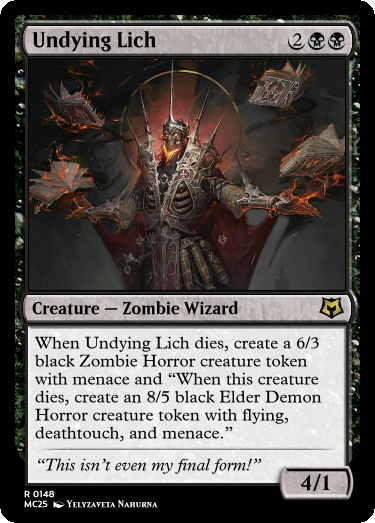 Undying Lich 2
Creature — Zombie Wizard
When Undying Lich dies, create a 6/3
black Zombie Horror creature token
with menace and “When this creature
dies, create an 8/5 black Elder Demon
Horror creature token with flying,
deathtouch, and menace.”
“This isn't even my final form!”
4/1
R 0148
MC25 Yelyzaveta Nahurna